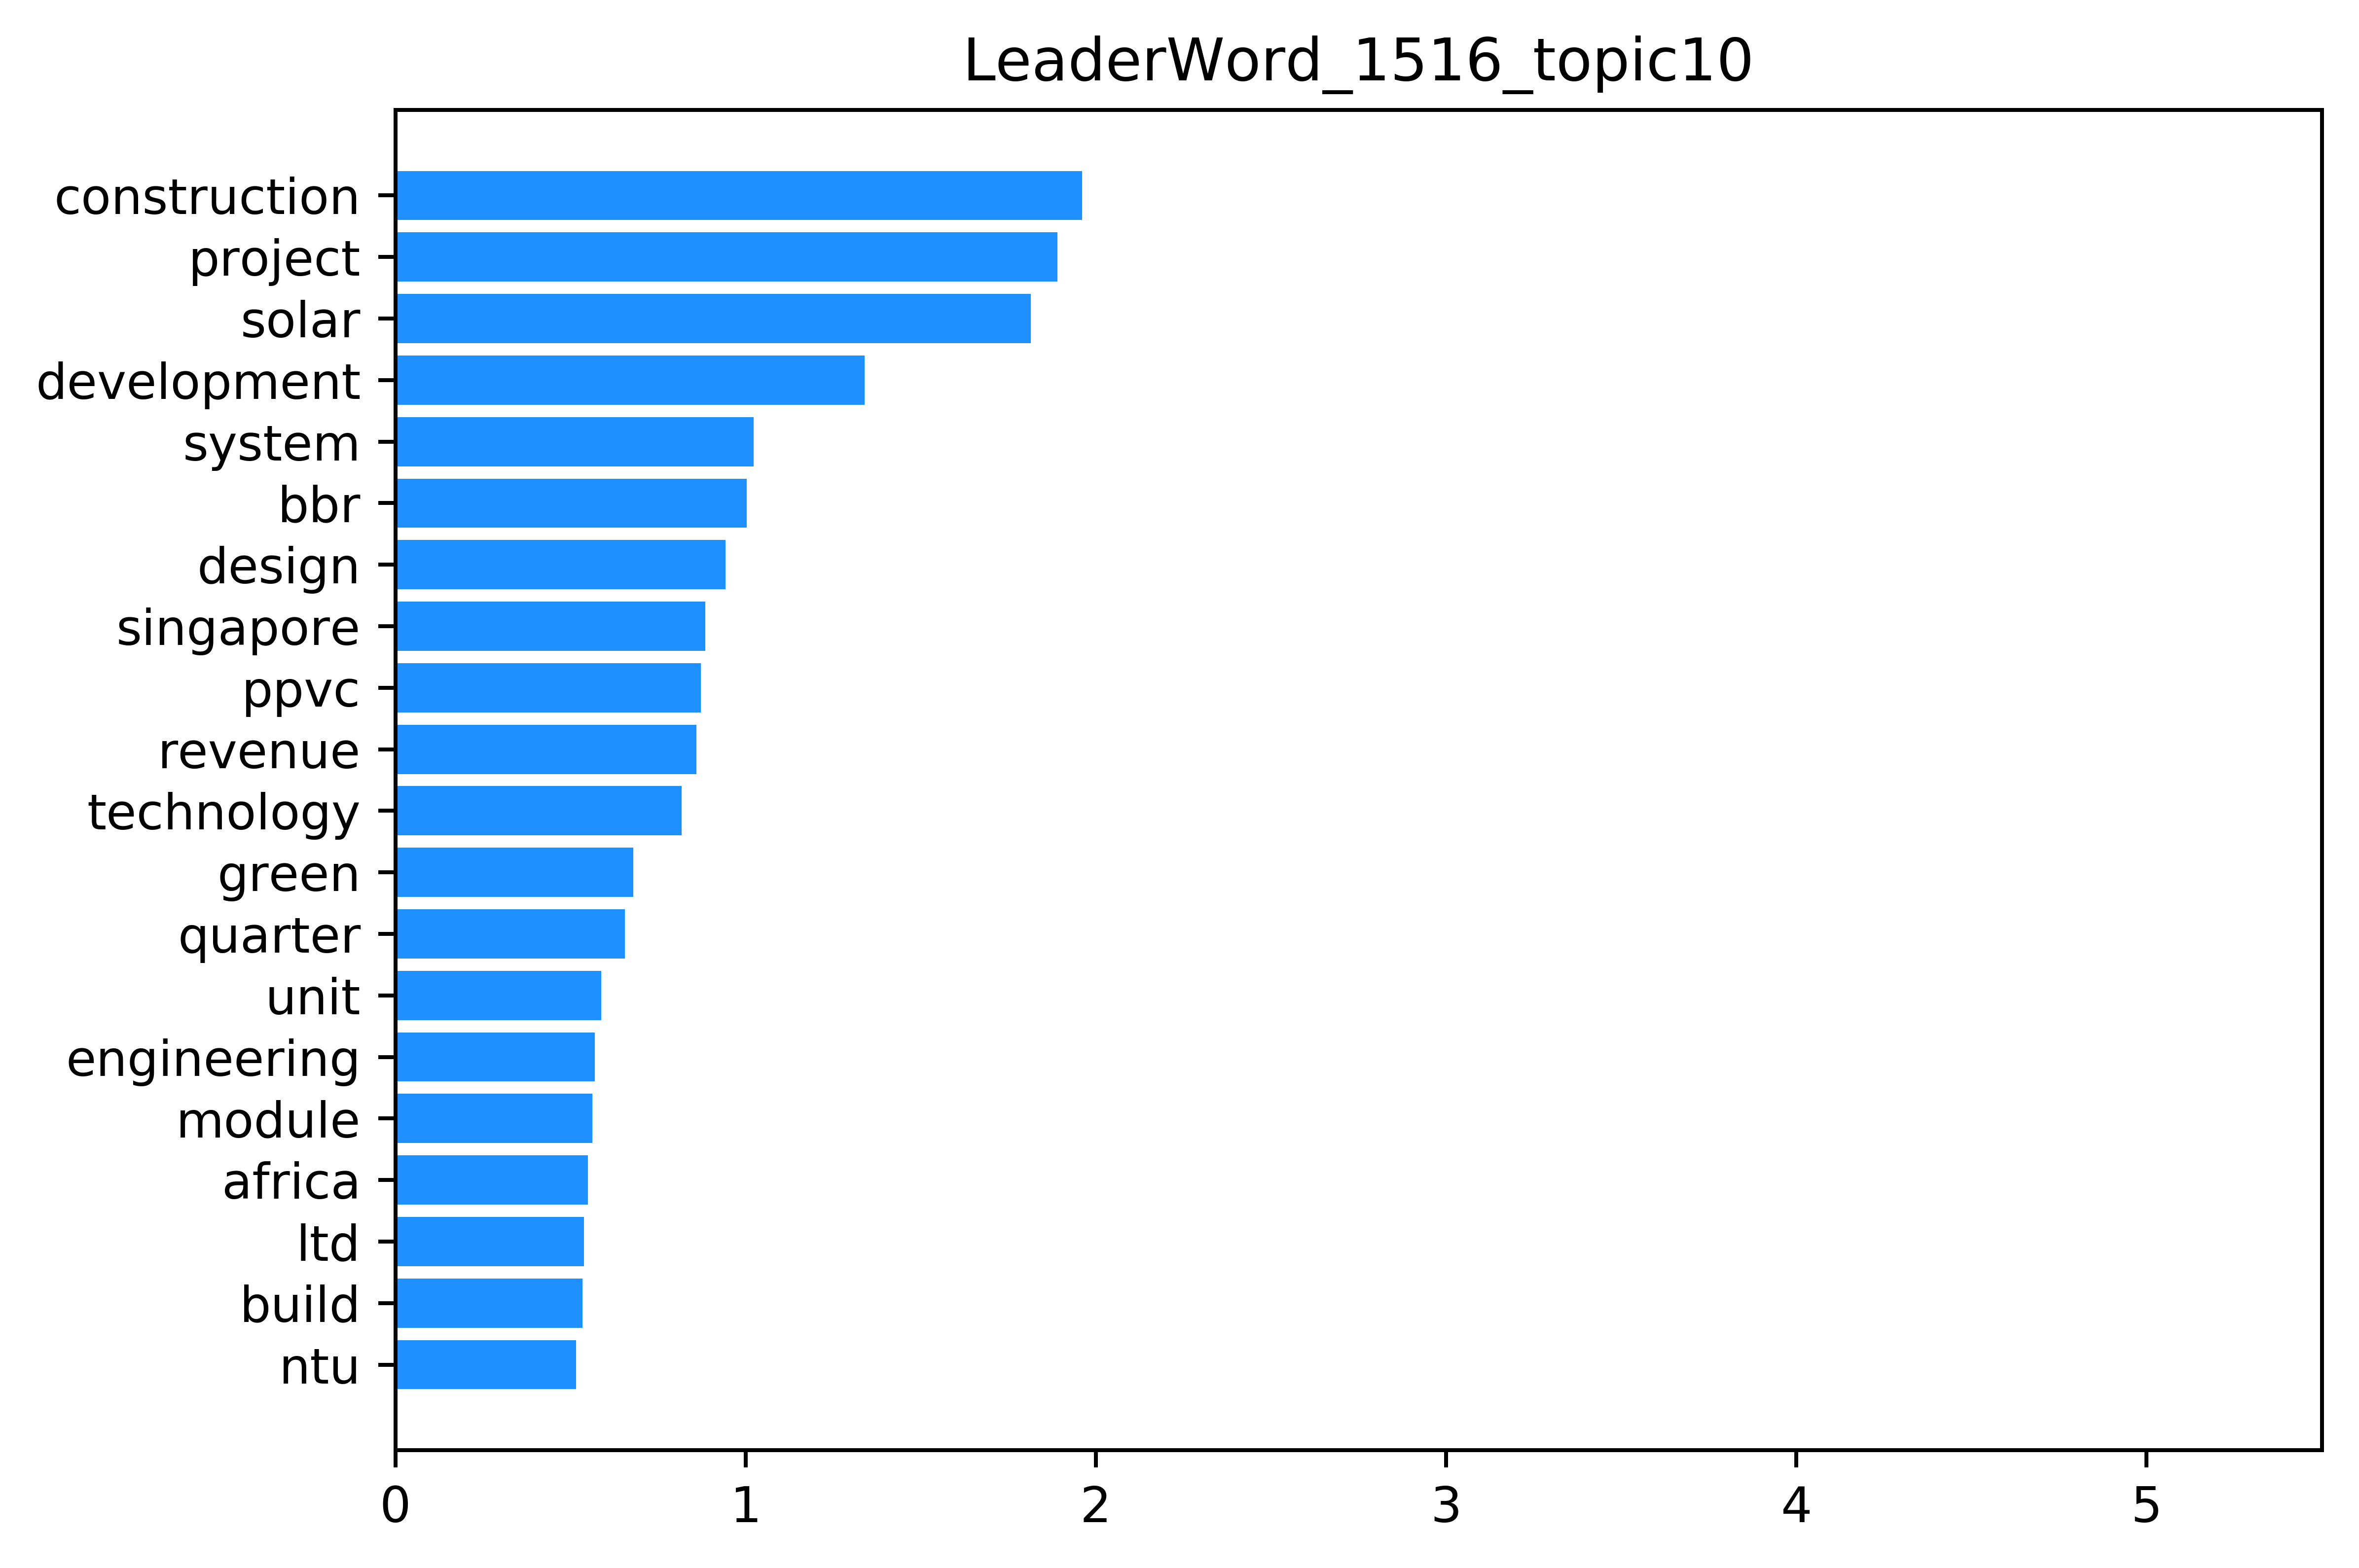 LeaderWord_1516_topic10
construction
project
solar
development
system
bbr
design
singapore
ppvc
revenue
technology
green
quarter
unit
engineering
module
africa
ltd
build
ntu
0 1 2 3 4 5